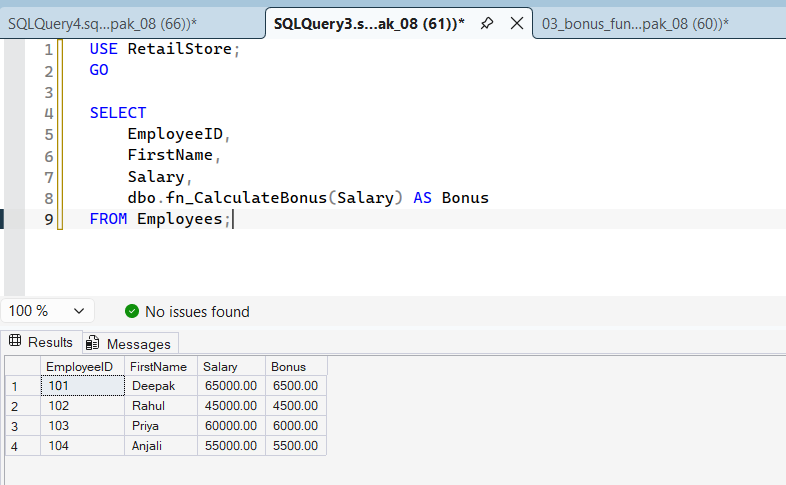 SQLQuery4.sq...pak_08 (66))* SQLQuery3.s...ak_08 (61))* 03_bonus_fun...pak_08 (60))*
1 USE RetailStore;
2 GO
3
4 SELECT
5 EmployeeID,
6 FirstName,
7 Salary,
8 dbo.fn_CalculateBonus(Salary) AS Bonus
9 FROM Employees;
100 % No issues found
Results Messages
EmployeeID FirstName Salary Bonus
1 101 Deepak 65000.00 6500.00
2 102 Rahul 45000.00 4500.00
3 103 Priya 60000.00 6000.00
4 104 Anjali 55000.00 5500.00